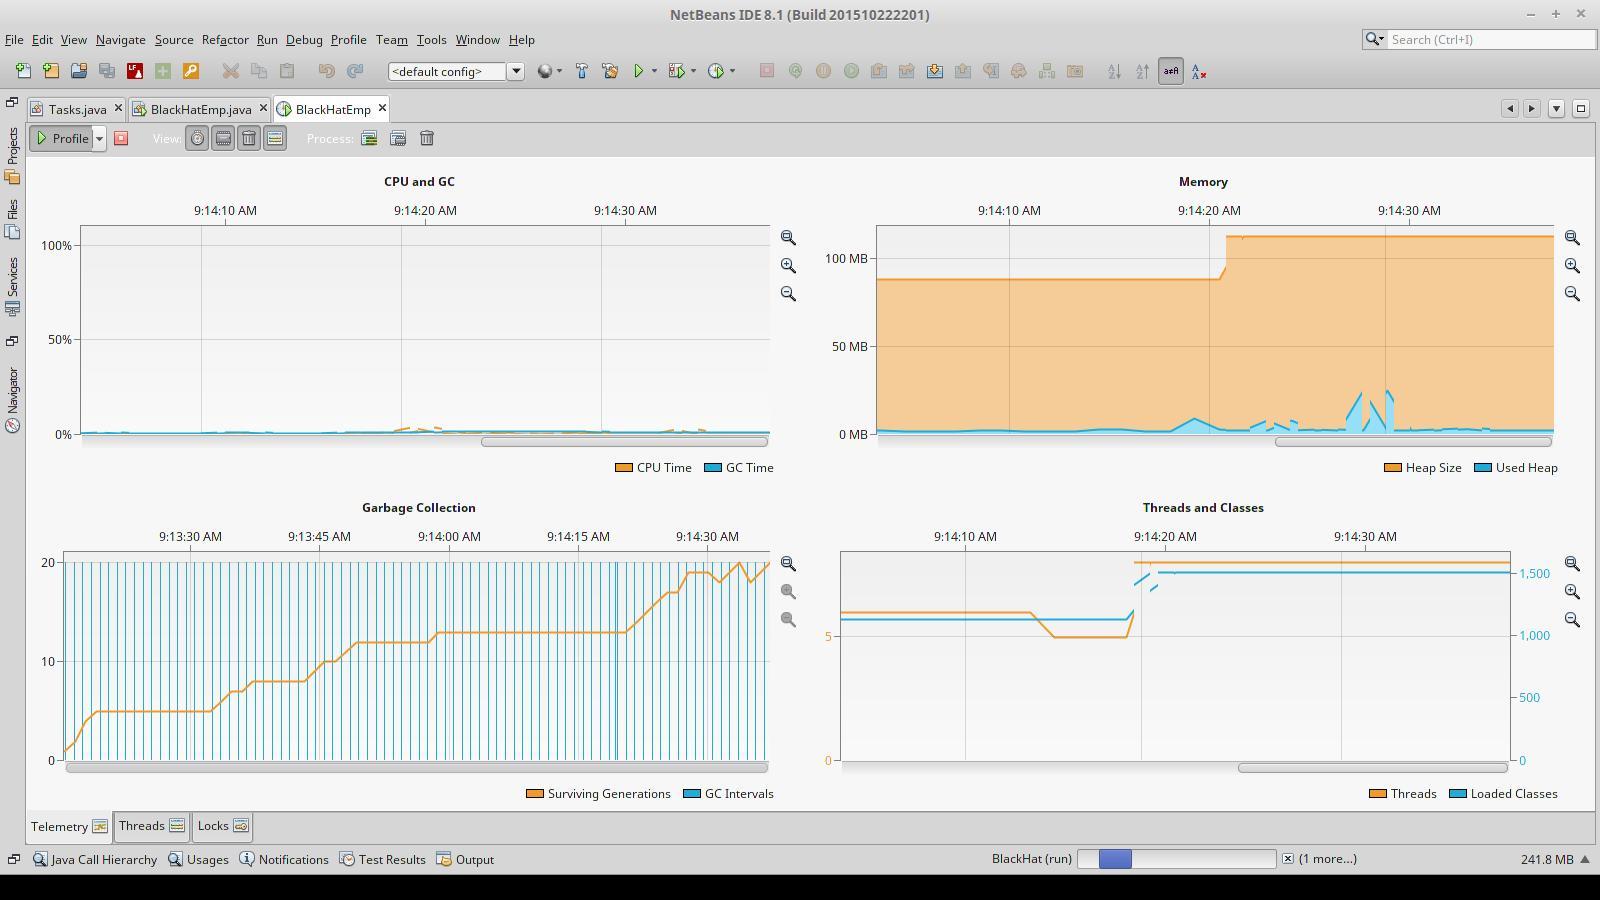 NetBeans IDE 8.1 (Build 201510222201)
File Edit View Navigate Source Refactor Run Debug Profile Team Tools Window Help
Search (Ctrl+I)
<default config>
Tasks.java
BlackHatEmp.java
BlackHatEmp
Profile
View:
Process:
Projects
Files
Services
Navigator
CPU and GC
9:14:10 AM 9:14:20 AM 9:14:30 AM
100%
50%
0%
CPU Time GC Time
Memory
9:14:10 AM 9:14:20 AM 9:14:30 AM
100 MB
50 MB
0 MB
Heap Size Used Heap
Garbage Collection
9:13:30 AM 9:13:45 AM 9:14:00 AM 9:14:15 AM 9:14:30 AM
20
10
0
Surviving Generations GC Intervals
Threads and Classes
9:14:10 AM 9:14:20 AM 9:14:30 AM
1,500
5 1,000
500
0 0
Threads Loaded Classes
Telemetry Threads Locks
Java Call Hierarchy Usages Notifications Test Results Output
BlackHat (run) (1 more...) 241.8 MB